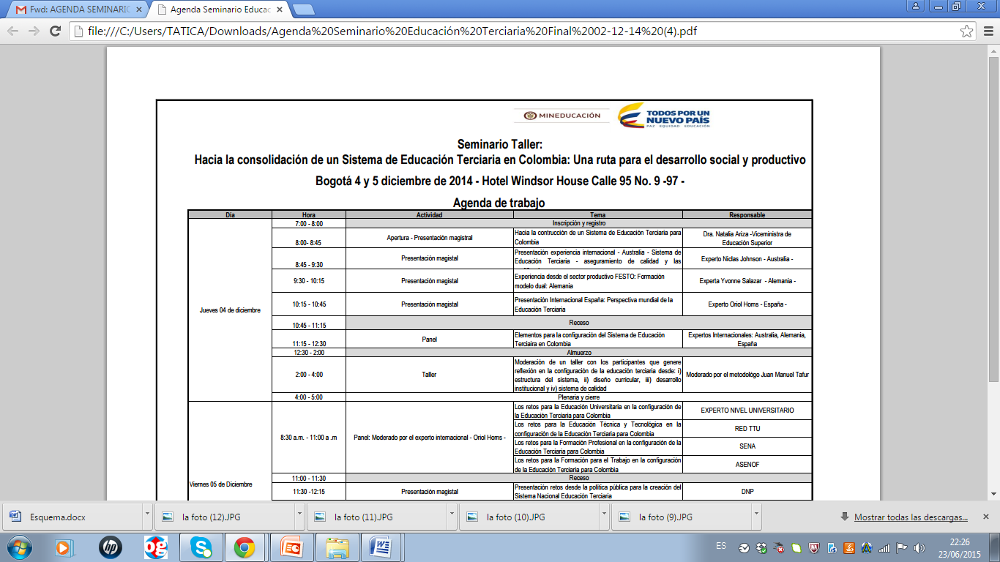 Fwd: AGENDA SEMINARIO
Agenda Seminario Educac
file:///C:/Users/TATICA/Downloads/Agenda%20Seminario%20Educación%20Terciaria%20Final%2002-12-14%20(4).pdf
MINEDUCACIÓN
TODOS POR UN
NUEVO PAÍS
PAZ EQUIDAD EDUCACIÓN
Seminario Taller:
Hacia la consolidación de un Sistema de Educación Terciaria en Colombia: Una ruta para el desarrollo social y productivo
Bogotá 4 y 5 diciembre de 2014 - Hotel Windsor House Calle 95 No. 9 -97 -
Agenda de trabajo
Día Hora Actividad Tema Responsable
Jueves 04 de diciembre
7:00 - 8:00 Inscripción y registro
8:00- 8:45 Apertura - Presentación magistral
Hacia la contrucción de un Sistema de Educación Terciaria para
Colombia
Dra. Natalia Ariza -Viceministra de
Educación Superior
8:45 - 9:30 Presentación magistal
Presentación experiencia internacional - Australia - Sistema de
Educación Terciaria - aseguramiento de calidad y las
Experto Niclas Johnson - Australia -
9:30 - 10:15 Presentación magistal
Experiencia desde el sector productivo FESTO: Formación
modelo dual: Alemania
Experta Yvonne Salazar - Alemania -
10:15 - 10:45 Presentación magistal
Presentación Internacional España: Perspectiva mundial de la
Educación Terciaria
Experto Oriol Homs - España -
10:45 - 11:15 Receso
11:15 - 12:30 Panel
Elementos para la configuración del Sistema de Educación
Terciaira en Colombia
Expertos Internacionales: Australia, Alemania,
España
12:30 - 2:00 Almuerzo
2:00 - 4:00 Taller
Moderación de un taller con los participantes que genere
reflexión en la configuración de la educación terciaria desde: i)
estructura del sistema, ii) diseño curricular, iii) desarrollo
institucional y iv) sistema de calidad
Moderado por el metodológo Juan Manuel Tafur
4:00 - 5:00 Plenaria y cierre
Viernes 05 de Diciembre
8:30 a.m. - 11:00 a .m Panel: Moderado por el experto internacional - Oriol Homs -
Los retos para la Educación Universitaria en la configuración de
la Educación Terciaria para Colombia
EXPERTO NIVEL UNIVERSITARIO
Los retos para la Educación Técnica y Tecnológica en la
configuración de la Educación Terciaria para Colombia
RED TTU
Los retos para la Formación Profesional en la configuración de la
Educación Terciaria para Colombia
SENA
Los retos para la Formación para el Trabajo en la configuración
de la Educación Terciaria para Colombia
ASENOF
11:00 - 11:30 Receso
11:30 -12:15 Presentación magistal
Presentación retos desde la política pública para la creación del
Sistema Nacional Educación Terciaria
DNP
Esquema.docx
la foto (12).JPG
la foto (11).JPG
la foto (10).JPG
la foto (9).JPG
Mostrar todas las descargas...
hp
og
ES
22:26
23/06/2015